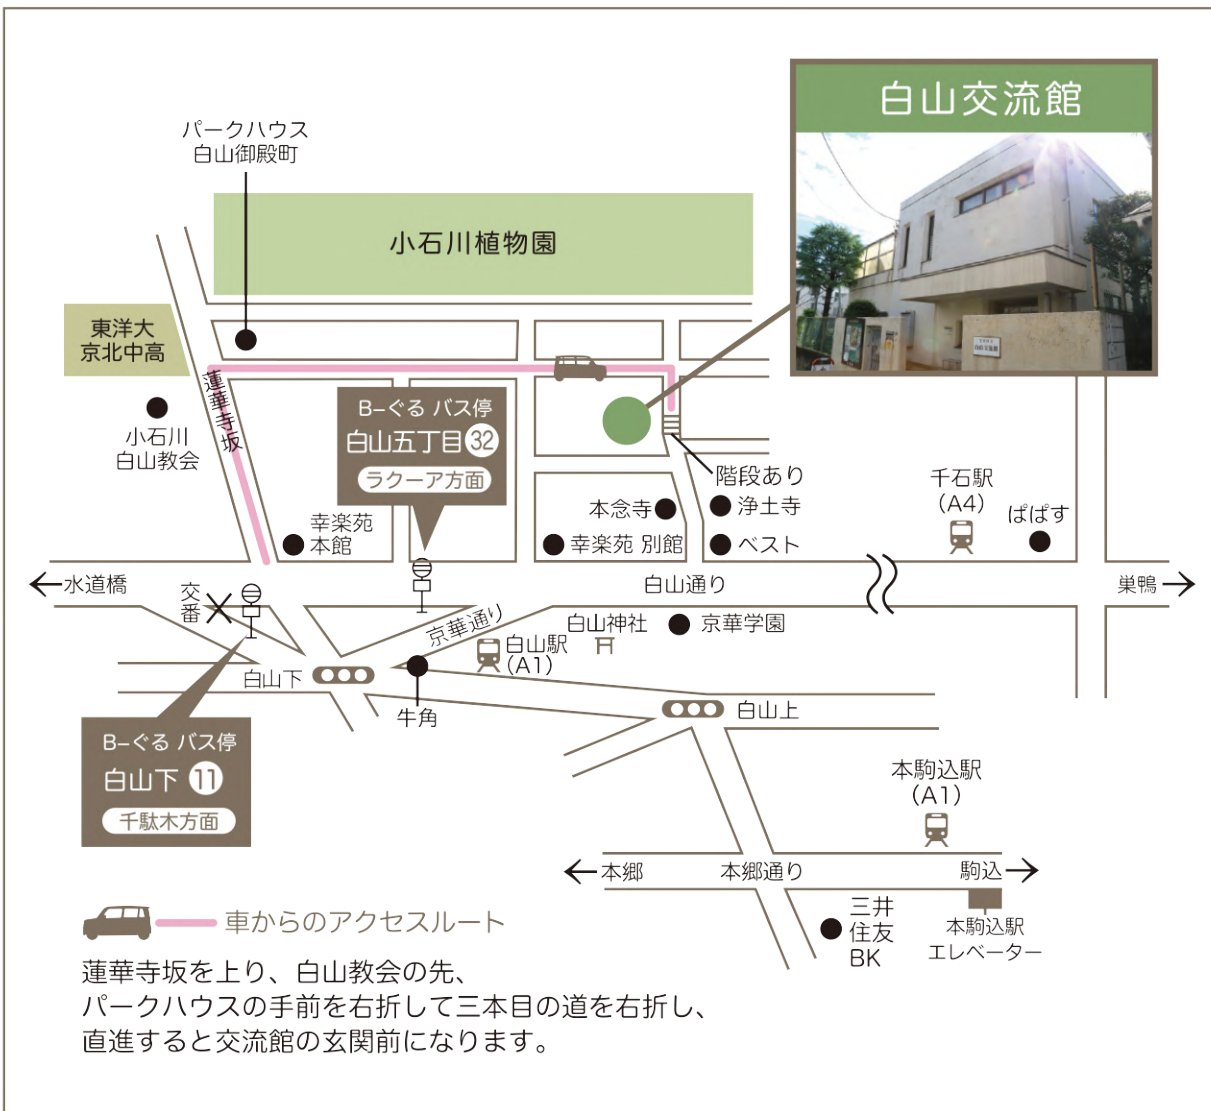 白山交流館
パークハウス
白山御殿町
小石川植物園
東洋大
京北中高
蓮華寺坂
小石川
白山教会
B-ぐる バス停
白山五丁目 32
ラクーア方面
階段あり
本念寺
浄土寺
千石駅
(A4)
ぱぱす
幸楽苑
本館
幸楽苑 別館
ベスト
水道橋
交番
白山通り
巣鴨
京華通り
白山神社
京華学園
白山駅
(A1)
白山下
牛角
白山上
B-ぐる バス停
白山下 11
千駄木方面
本駒込駅
(A1)
本郷
本郷通り
駒込
三井
住友
BK
本駒込駅
エレベーター
車からのアクセスルート
蓮華寺坂を上り、白山教会の先、
パークハウスの手前を右折して三本目の道を右折し、
直進すると交流館の玄関前になります。